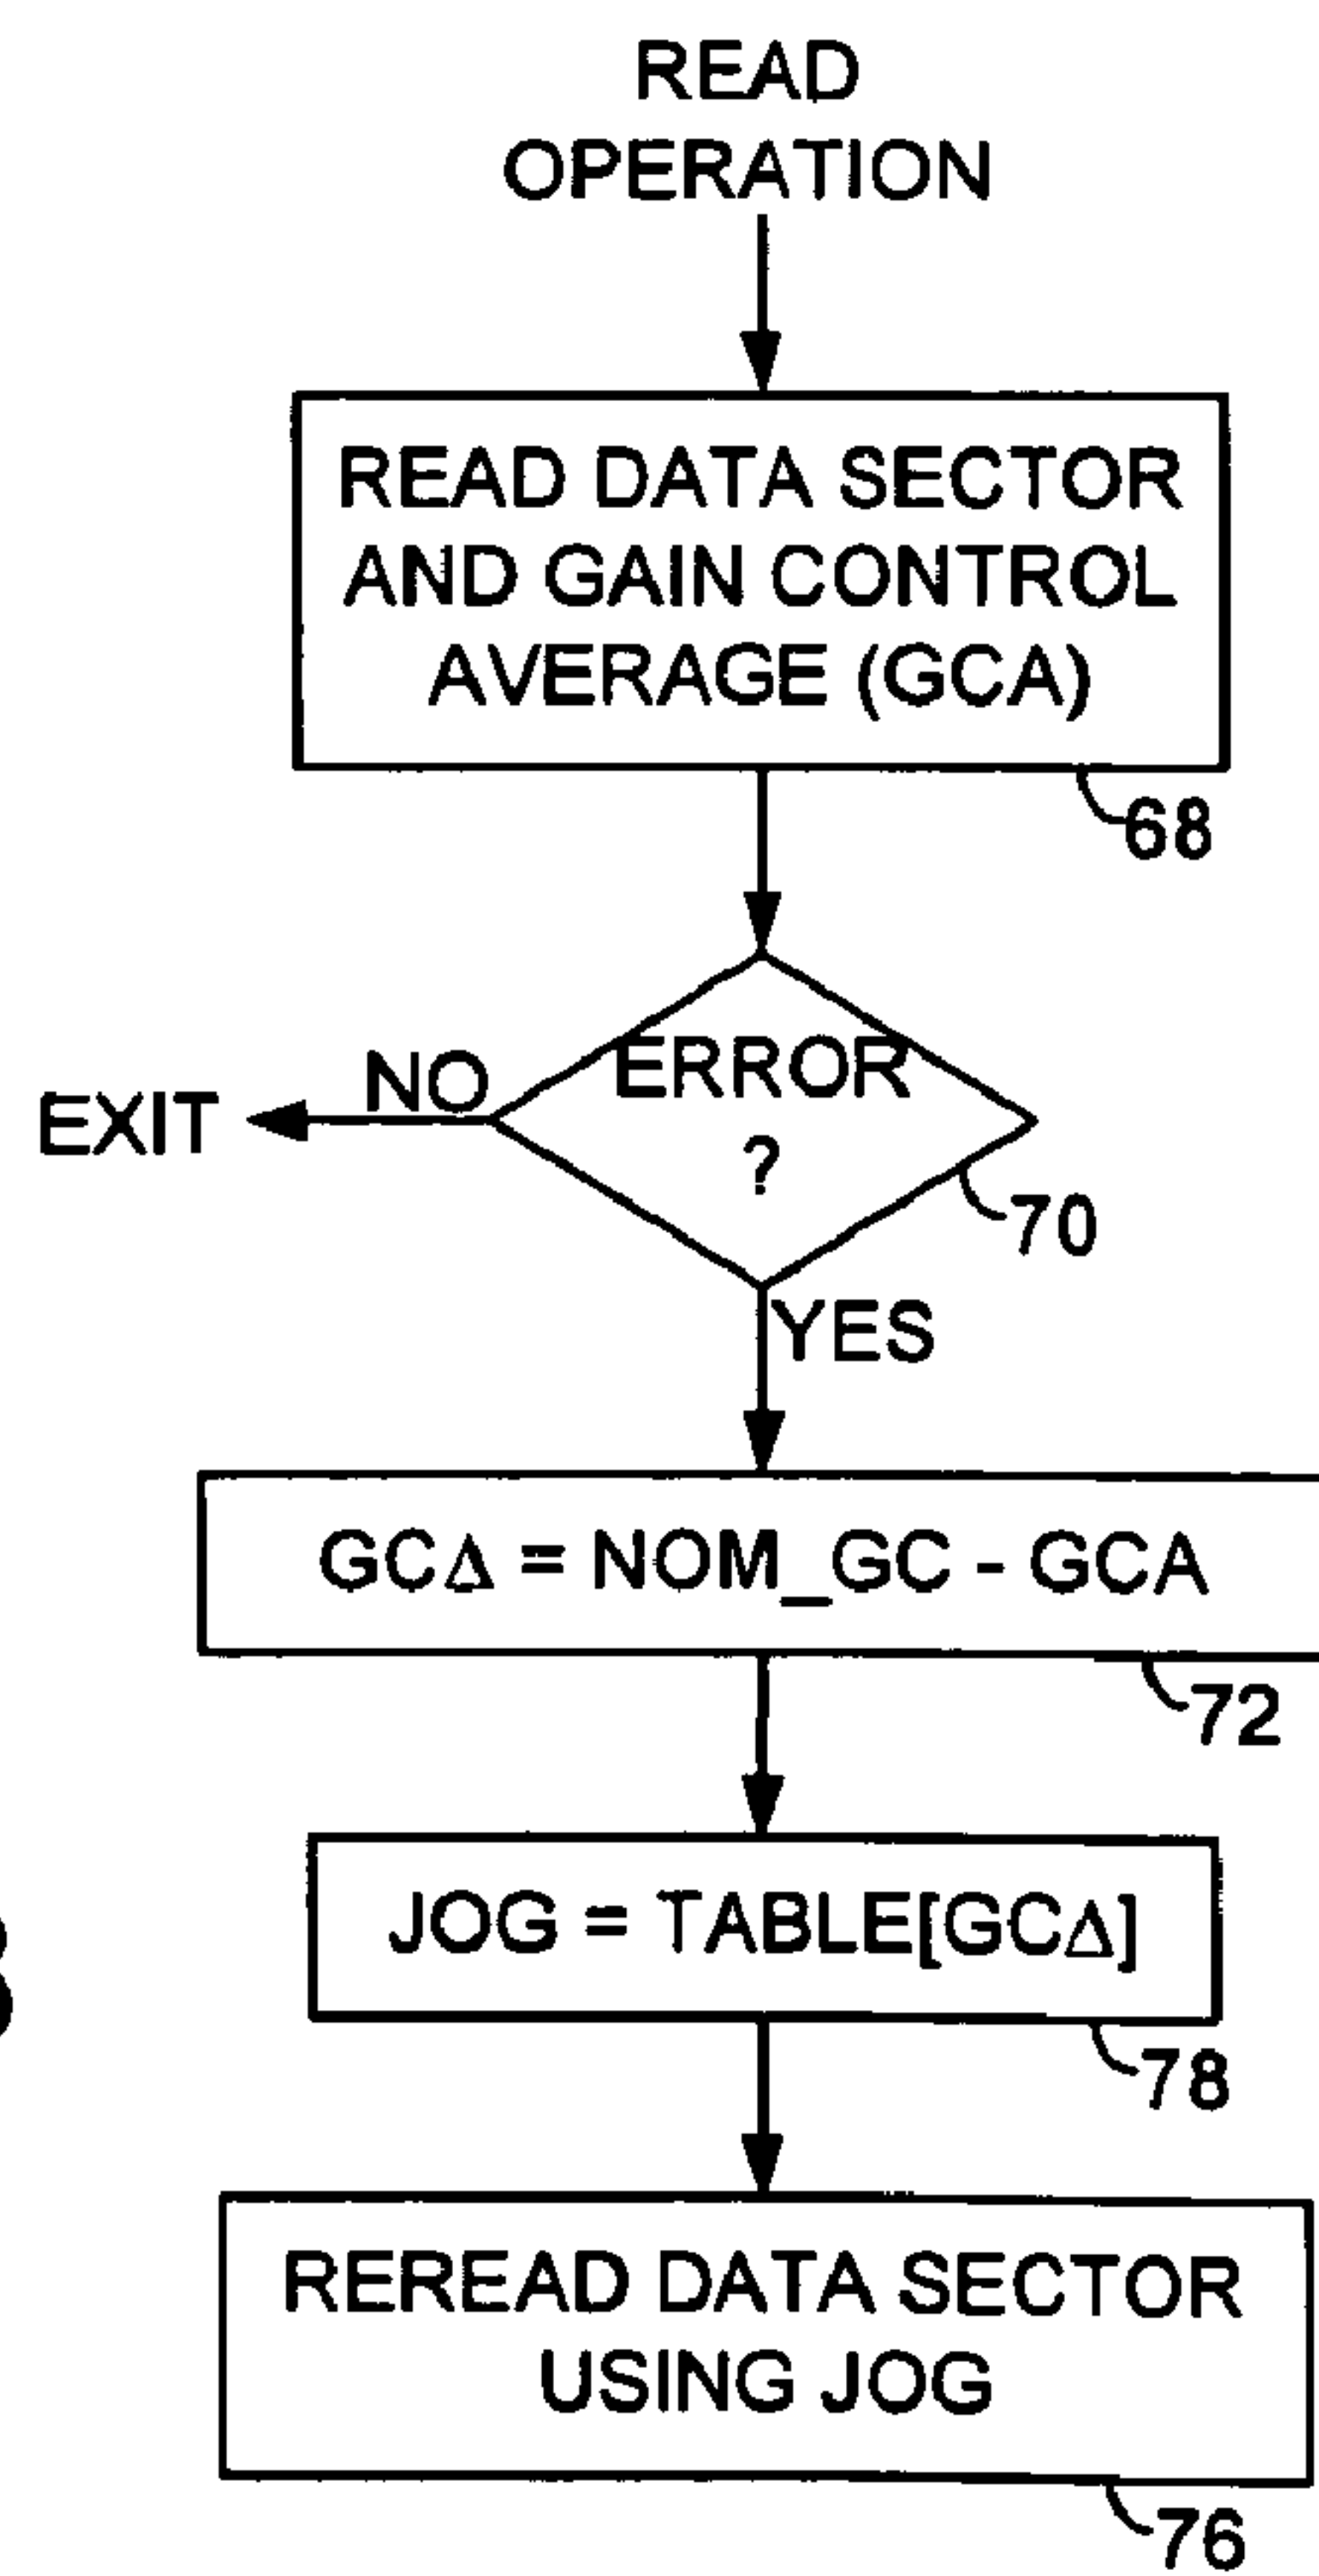 READ
OPERATION
READ DATA SECTOR
AND GAIN CONTROL
AVERAGE (GCA)
68
ERROR
?
NO
EXIT
70
YES
GCΔ = NOM_GC - GCA
72
JOG = TABLE[GCΔ]
78
REREAD DATA SECTOR
USING JOG
76